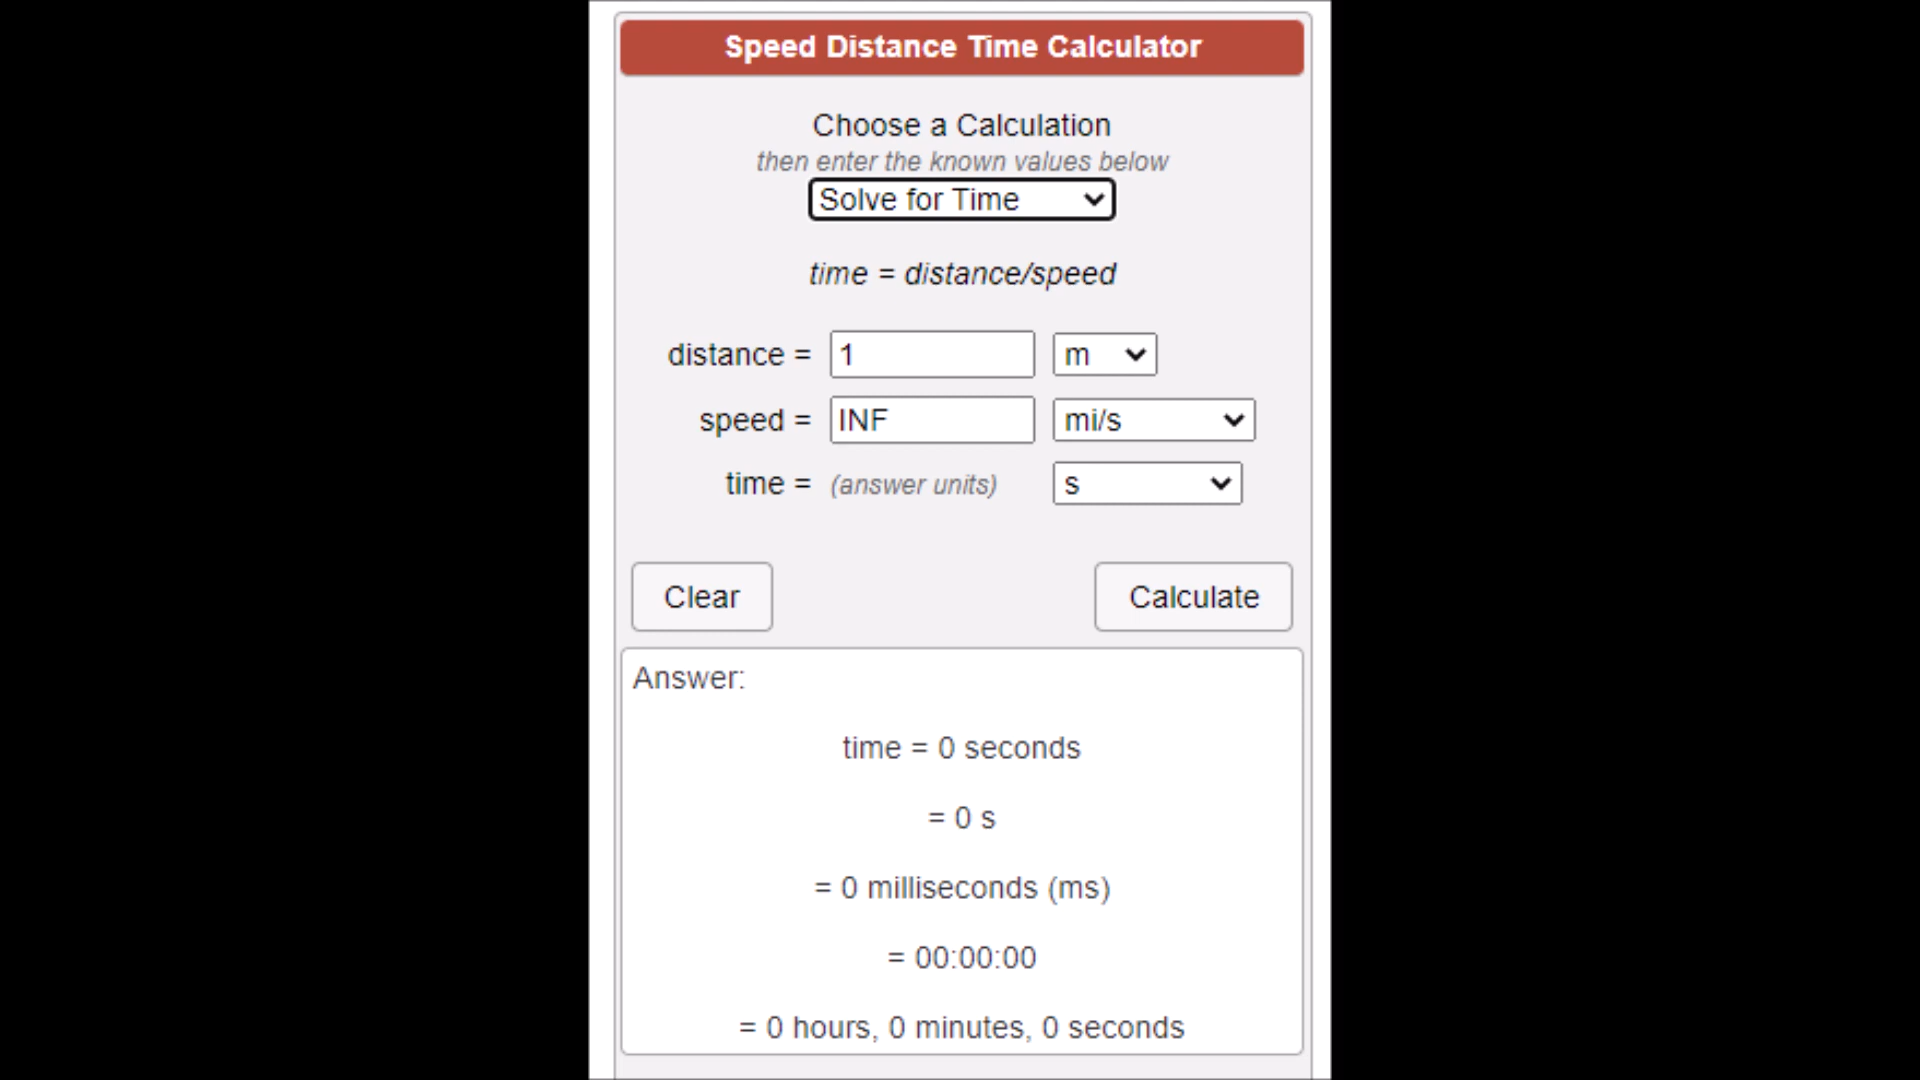 Speed Distance Time Calculator
Choose a Calculation
then enter the known values below
Solve for Time
time = distance/speed
distance = 1 m
speed = INF mi/s
time = (answer units) s
Clear Calculate
Answer:
time = 0 seconds
= 0 s
= 0 milliseconds (ms)
= 00:00:00
= 0 hours, 0 minutes, 0 seconds